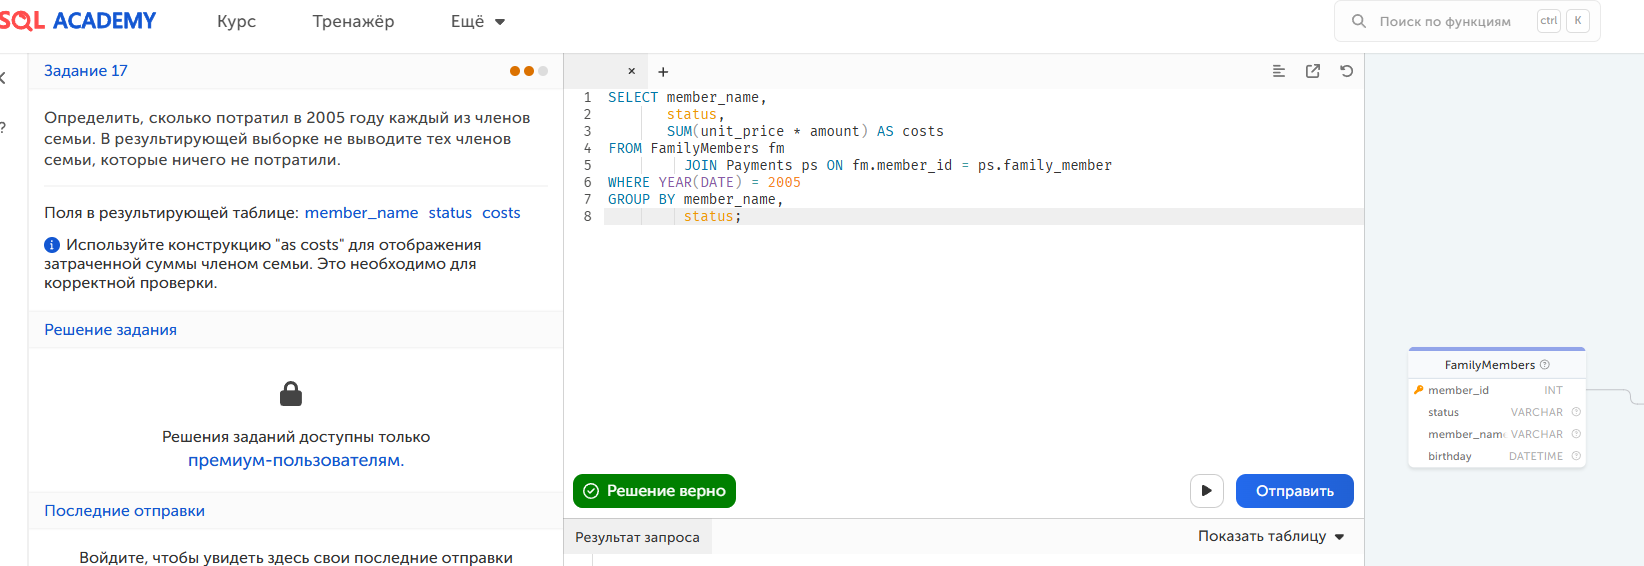 SQL ACADEMY
Курс
Тренажёр
Ещё
Поиск по функциям
ctrl
K
Задание 17
Определить, сколько потратил в 2005 году каждый из членов
семьи. В результирующей выборке не выводите тех членов
семьи, которые ничего не потратили.
Поля в результирующей таблице: member_name status costs
Используйте конструкцию "as costs" для отображения
затраченной суммы членом семьи. Это необходимо для
корректной проверки.
Решение задания
Решения заданий доступны только
премиум-пользователям.
Последние отправки
Войдите, чтобы увидеть здесь свои последние отправки
× +
1 SELECT member_name,
2 status,
3 SUM(unit_price * amount) AS costs
4 FROM FamilyMembers fm
5 JOIN Payments ps ON fm.member_id = ps.family_member
6 WHERE YEAR(DATE) = 2005
7 GROUP BY member_name,
8 status;
Решение верно
Отправить
Результат запроса
Показать таблицу
FamilyMembers
member_id INT
status VARCHAR
member_name VARCHAR
birthday DATETIME